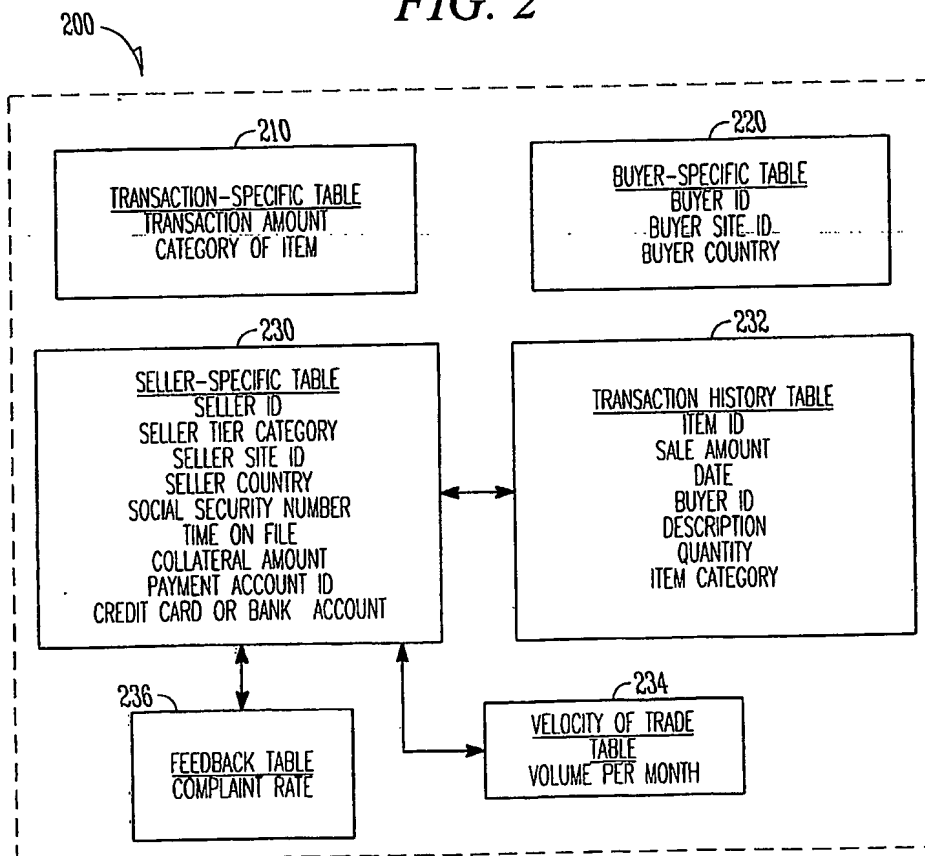 FIG. 2
200
210
TRANSACTION-SPECIFIC TABLE
TRANSACTION AMOUNT
CATEGORY OF ITEM
220
BUYER-SPECIFIC TABLE
BUYER ID
BUYER SITE ID
BUYER COUNTRY
230
SELLER-SPECIFIC TABLE
SELLER ID
SELLER TIER CATEGORY
SELLER SITE ID
SELLER COUNTRY
SOCIAL SECURITY NUMBER
TIME ON FILE
COLLATERAL AMOUNT
PAYMENT ACCOUNT ID
CREDIT CARD OR BANK ACCOUNT
232
TRANSACTION HISTORY TABLE
ITEM ID
SALE AMOUNT
DATE
BUYER ID
DESCRIPTION
QUANTITY
ITEM CATEGORY
236
FEEDBACK TABLE
COMPLAINT RATE
234
VELOCITY OF TRADE
TABLE
VOLUME PER MONTH